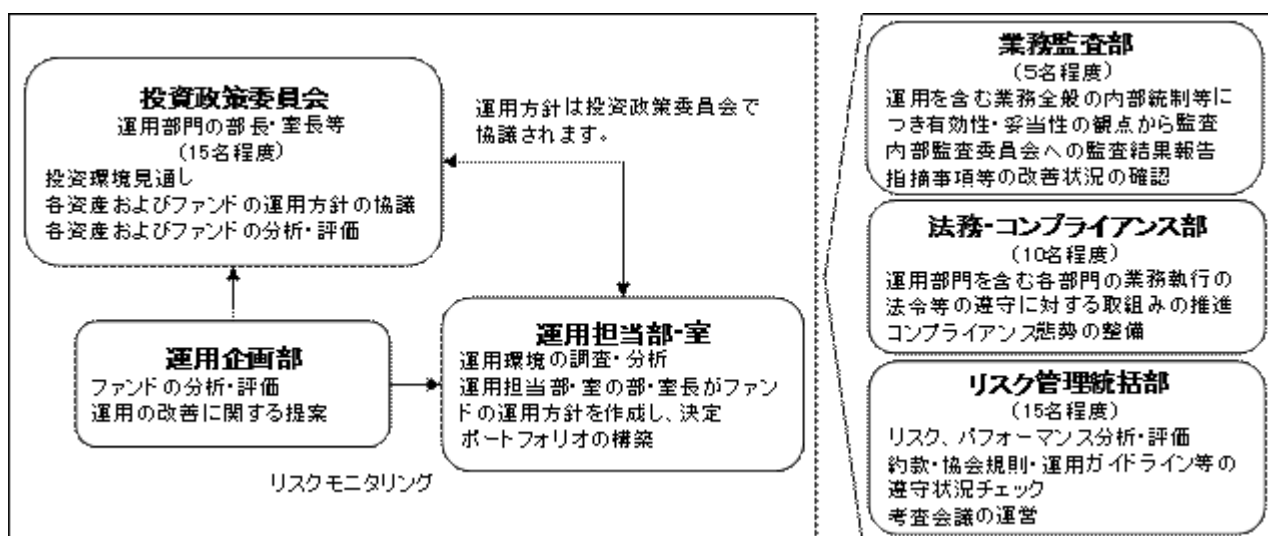 投資政策委員会
運用部門の部長・室長等
(15名程度)
投資環境見通し
各資産およびファンドの運用方針の協議
各資産およびファンドの分析・評価
運用方針は投資政策委員会で
協議されます。
運用企画部
ファンドの分析・評価
運用の改善に関する提案
運用担当部・室
運用環境の調査・分析
運用担当部・室の部・室長がファン
ドの運用方針を作成し、決定
ポートフォリオの構築
リスクモニタリング
業務監査部
(5名程度)
運用を含む業務全般の内部統制等に
つき有効性・妥当性の観点から監査
内部監査委員会への監査結果報告
指摘事項等の改善状況の確認
法務・コンプライアンス部
(10名程度)
運用部門を含む各部門の業務執行の
法令等の遵守に対する取組みの推進
コンプライアンス態勢の整備
リスク管理統括部
(15名程度)
リスク、パフォーマンス分析・評価
約款・協会規則・運用ガイドライン等の
遵守状況チェック
考査会議の運営